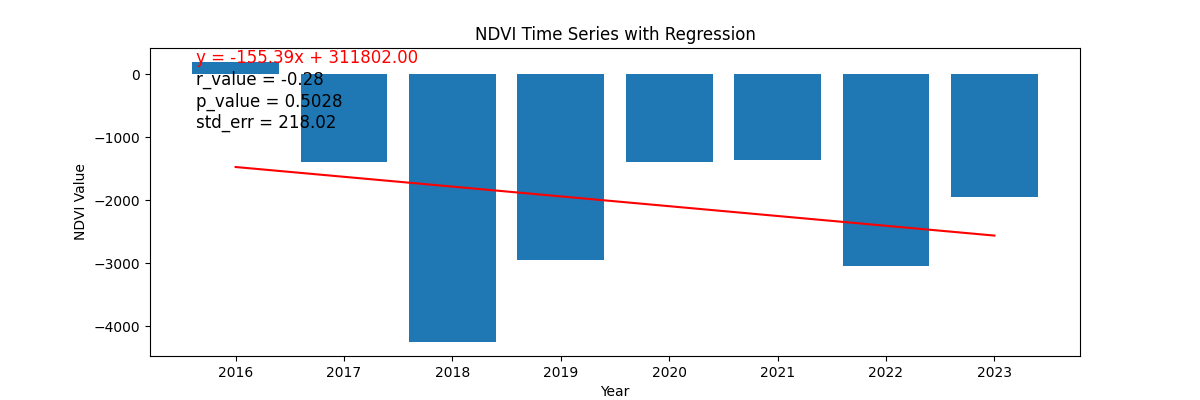 NDVI Time Series with Regression
y = -155.39x + 311802.00
r_value = -0.28
p_value = 0.5028
std_err = 218.02
0
−1000
−2000
−3000
−4000
NDVI Value
2016 2017 2018 2019 2020 2021 2022 2023
Year